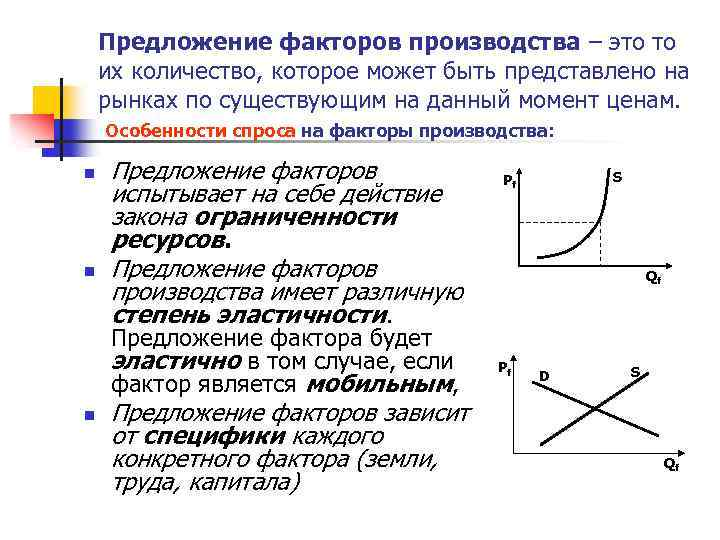 Предложение факторов производства – это то
их количество, которое может быть представлено на
рынках по существующим на данный момент ценам.
Особенности спроса на факторы производства:
Предложение факторов
испытывает на себе действие
закона ограниченности
ресурсов.
Предложение факторов
производства имеет различную
степень эластичности.
Предложение фактора будет
эластично в том случае, если
фактор является мобильным,
Предложение факторов зависит
от специфики каждого
конкретного фактора (земли,
труда, капитала)
Pf
S
Qf
Pf
D
S
Qf